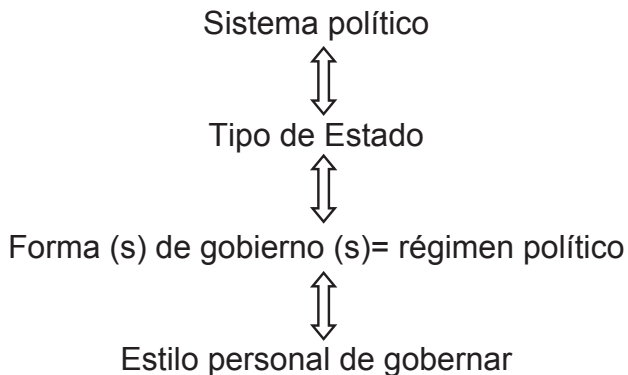 Sistema político
Tipo de Estado
Forma (s) de gobierno (s)= régimen político
Estilo personal de gobernar